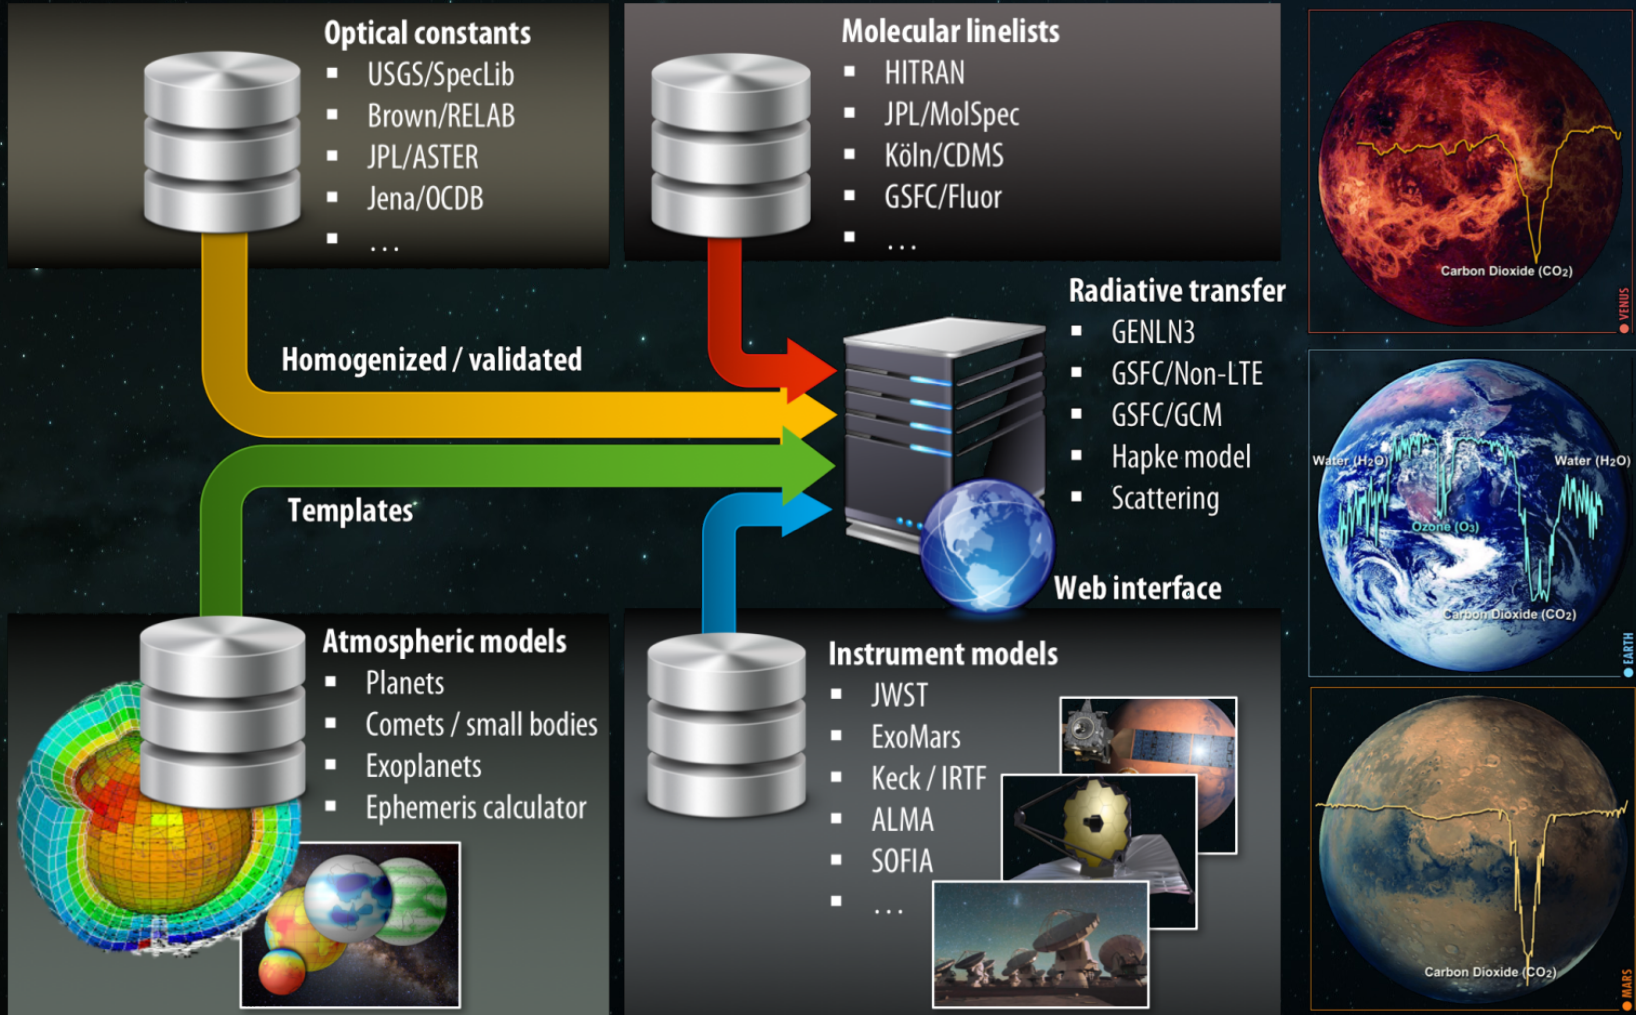 Optical constants
▪ USGS/SpecLib
▪ Brown/RELAB
▪ JPL/ASTER
▪ Jena/OCDB
▪ ...
Molecular linelists
▪ HITRAN
▪ JPL/MolSpec
▪ Köln/CDMS
▪ GSFC/Fluor
▪ ...
Homogenized / validated
Templates
Radiative transfer
▪ GENLN3
▪ GSFC/Non-LTE
▪ GSFC/GCM
▪ Hapke model
▪ Scattering
Web interface
Atmospheric models
▪ Planets
▪ Comets / small bodies
▪ Exoplanets
▪ Ephemeris calculator
Instrument models
▪ JWST
▪ ExoMars
▪ Keck / IRTF
▪ ALMA
▪ SOFIA
▪ ...
Carbon Dioxide (CO₂)
● VENUS
Water (H₂O)
Water (H₂O)
Ozone (O₃)
Carbon Dioxide (CO₂)
● EARTH
Carbon Dioxide (CO₂)
● MARS